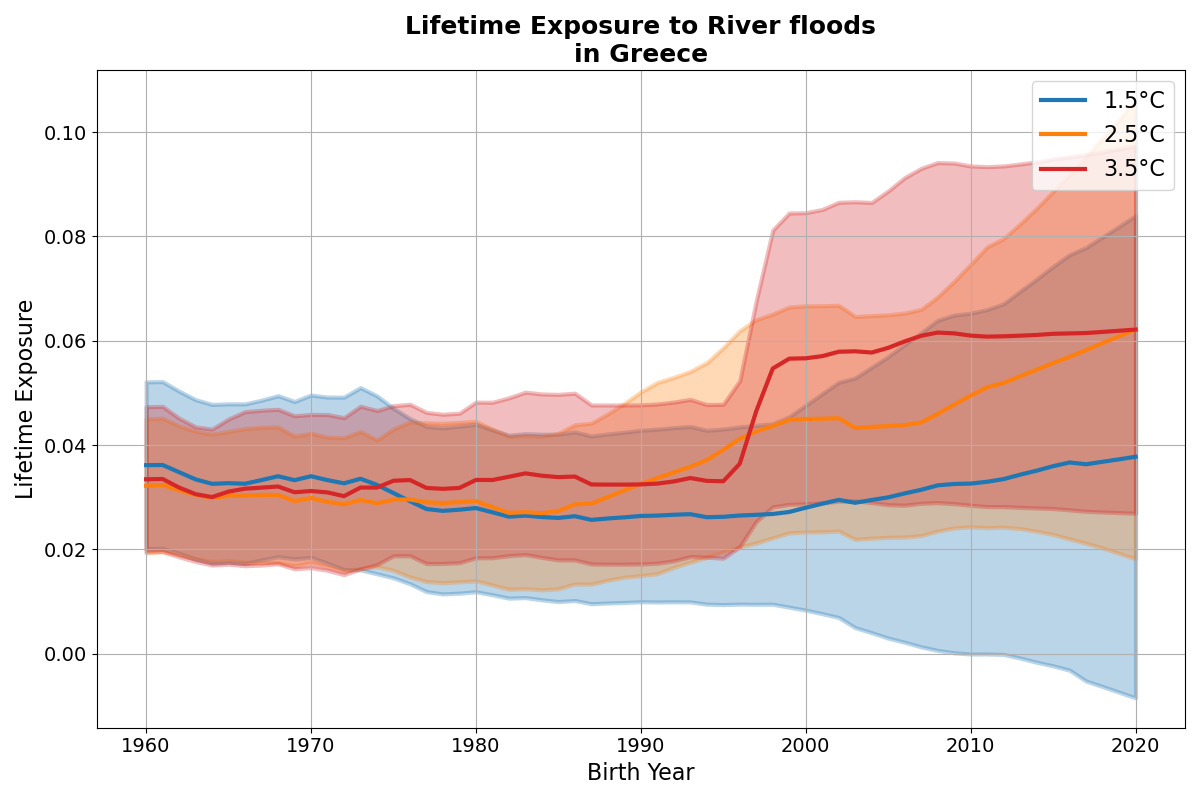 Lifetime Exposure to River floods
in Greece
1.5°C
2.5°C
3.5°C
Lifetime Exposure
0.10
0.08
0.06
0.04
0.02
0.00
1960 1970 1980 1990 2000 2010 2020
Birth Year